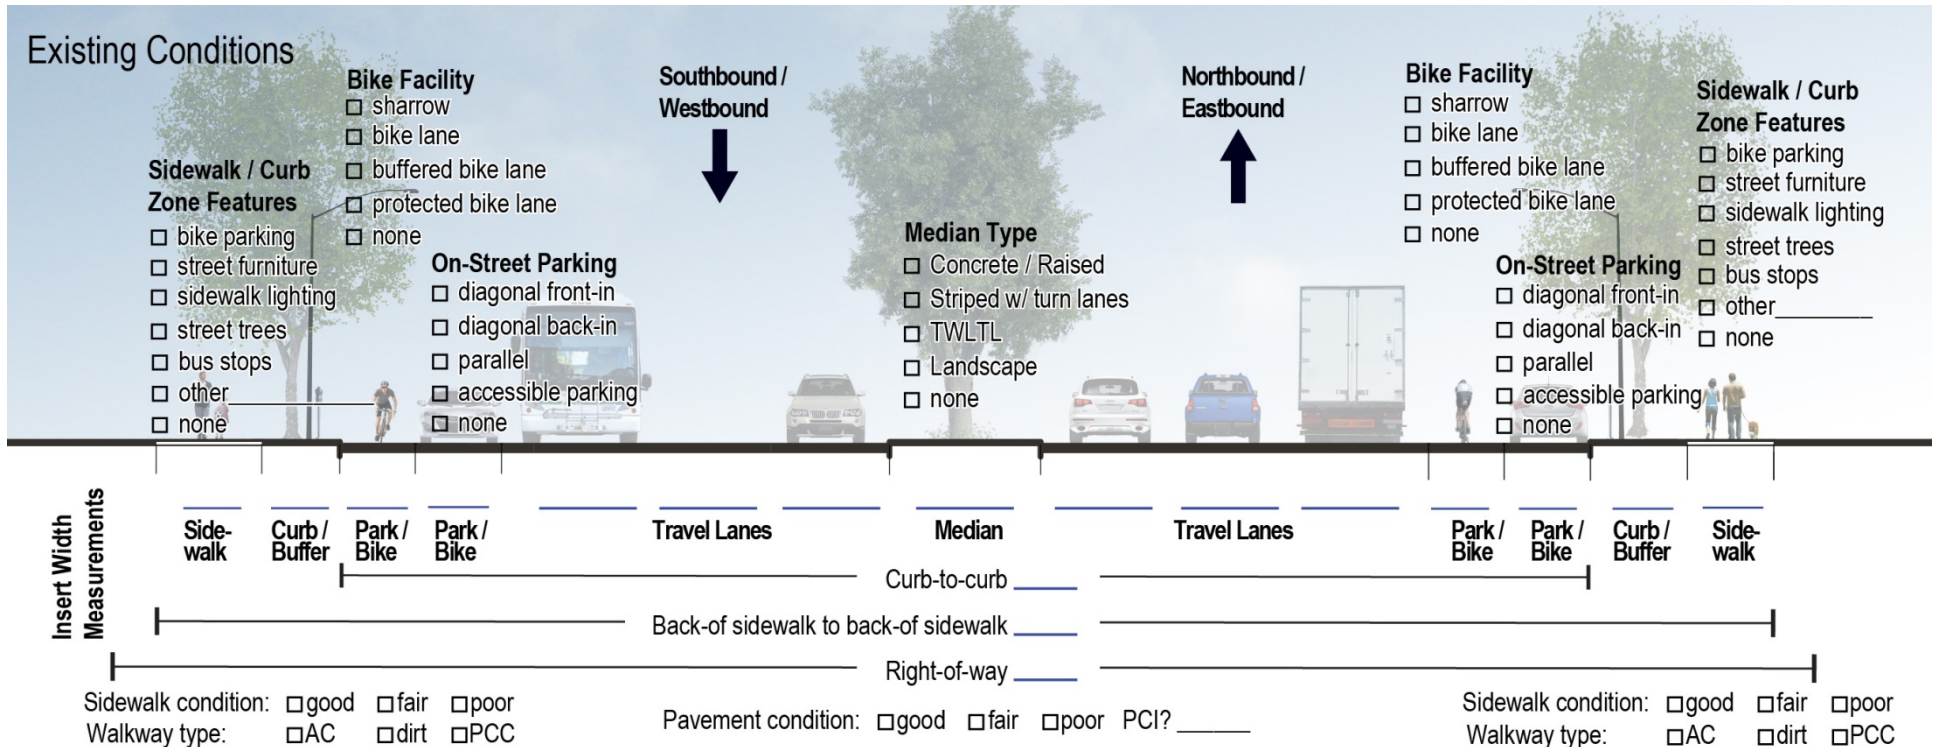 Existing Conditions
Sidewalk / Curb
Zone Features
bike parking
street furniture
sidewalk lighting
street trees
bus stops
other__________
none
Bike Facility
sharrow
bike lane
buffered bike lane
protected bike lane
none
On-Street Parking
diagonal front-in
diagonal back-in
parallel
accessible parking
none
Southbound /
Westbound
Median Type
Concrete / Raised
Striped w/ turn lanes
TWLTL
Landscape
none
Northbound /
Eastbound
Bike Facility
sharrow
bike lane
buffered bike lane
protected bike lane
none
On-Street Parking
diagonal front-in
diagonal back-in
parallel
accessible parking
none
Sidewalk / Curb
Zone Features
bike parking
street furniture
sidewalk lighting
street trees
bus stops
other_______
none
Insert Width
Measurements
Side-
walk
Curb /
Buffer
Park /
Bike
Park /
Bike
Travel Lanes
Median
Travel Lanes
Park /
Bike
Park /
Bike
Curb /
Buffer
Side-
walk
Curb-to-curb
Back-of sidewalk to back-of sidewalk
Right-of-way
Sidewalk condition: good fair poor
Walkway type: AC dirt PCC
Pavement condition: good fair poor PCI? ______
Sidewalk condition: good fair poor
Walkway type: AC dirt PCC